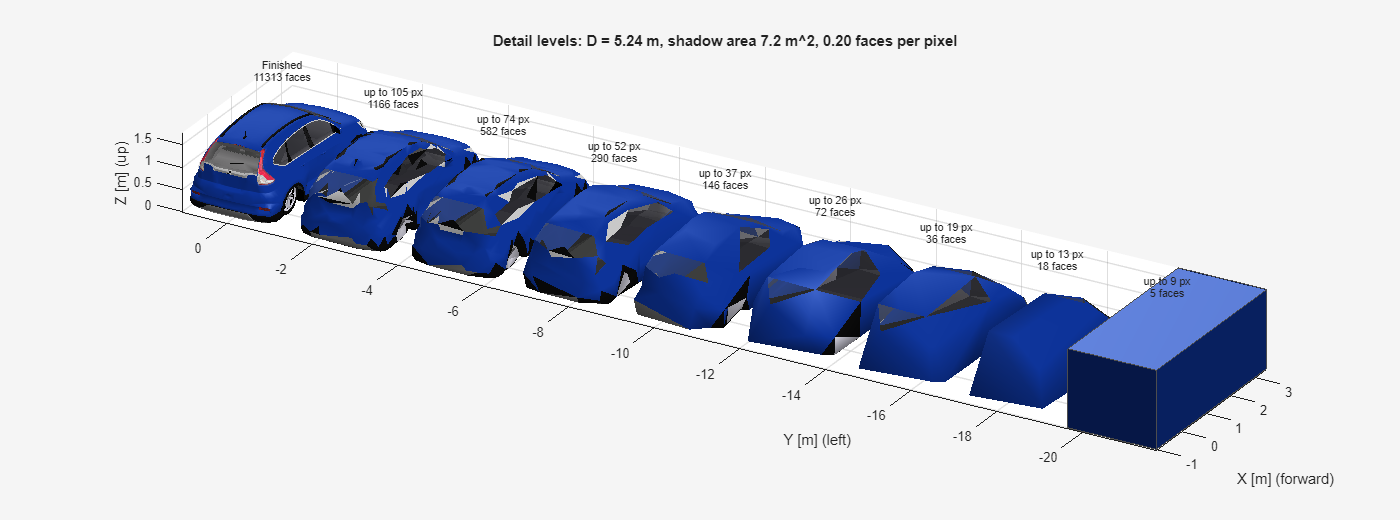 Detail levels: D = 5.24 m, shadow area 7.2 m^2, 0.20 faces per pixel
Finished
11313 faces
up to 105 px
1166 faces
up to 74 px
582 faces
up to 52 px
290 faces
up to 37 px
146 faces
up to 26 px
72 faces
up to 19 px
36 faces
up to 13 px
18 faces
up to 9 px
5 faces
Z [m] (up)
1.5
1
0.5
0
0
-2
-4
-6
-8
-10
-12
-14
-16
-18
-20
Y [m] (left)
3
2
1
0
-1
X [m] (forward)